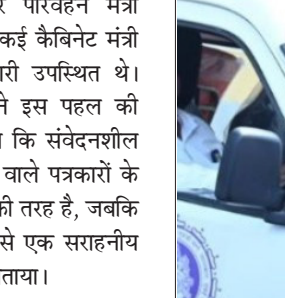 परिवहन मंत्री
कई कैबिनेट मंत्री
उपस्थित थे।
इस पहल की
कि संवेदनशील
वाले पत्रकारों के
की तरह है, जबकि
से एक सराहनीय